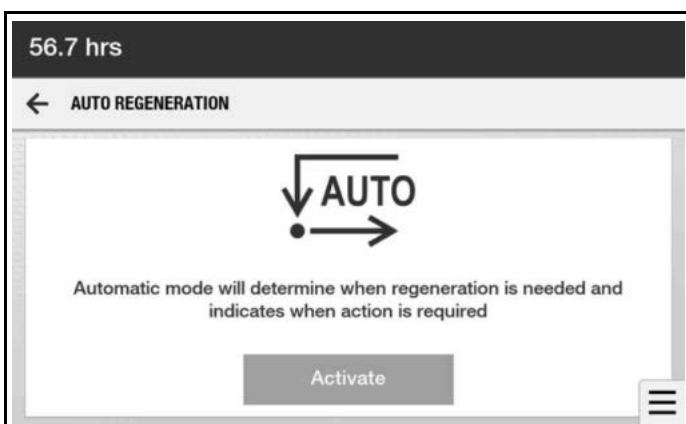 56.7 hrs
AUTO REGENERATION
AUTO
Automatic mode will determine when regeneration is needed and
indicates when action is required
Activate